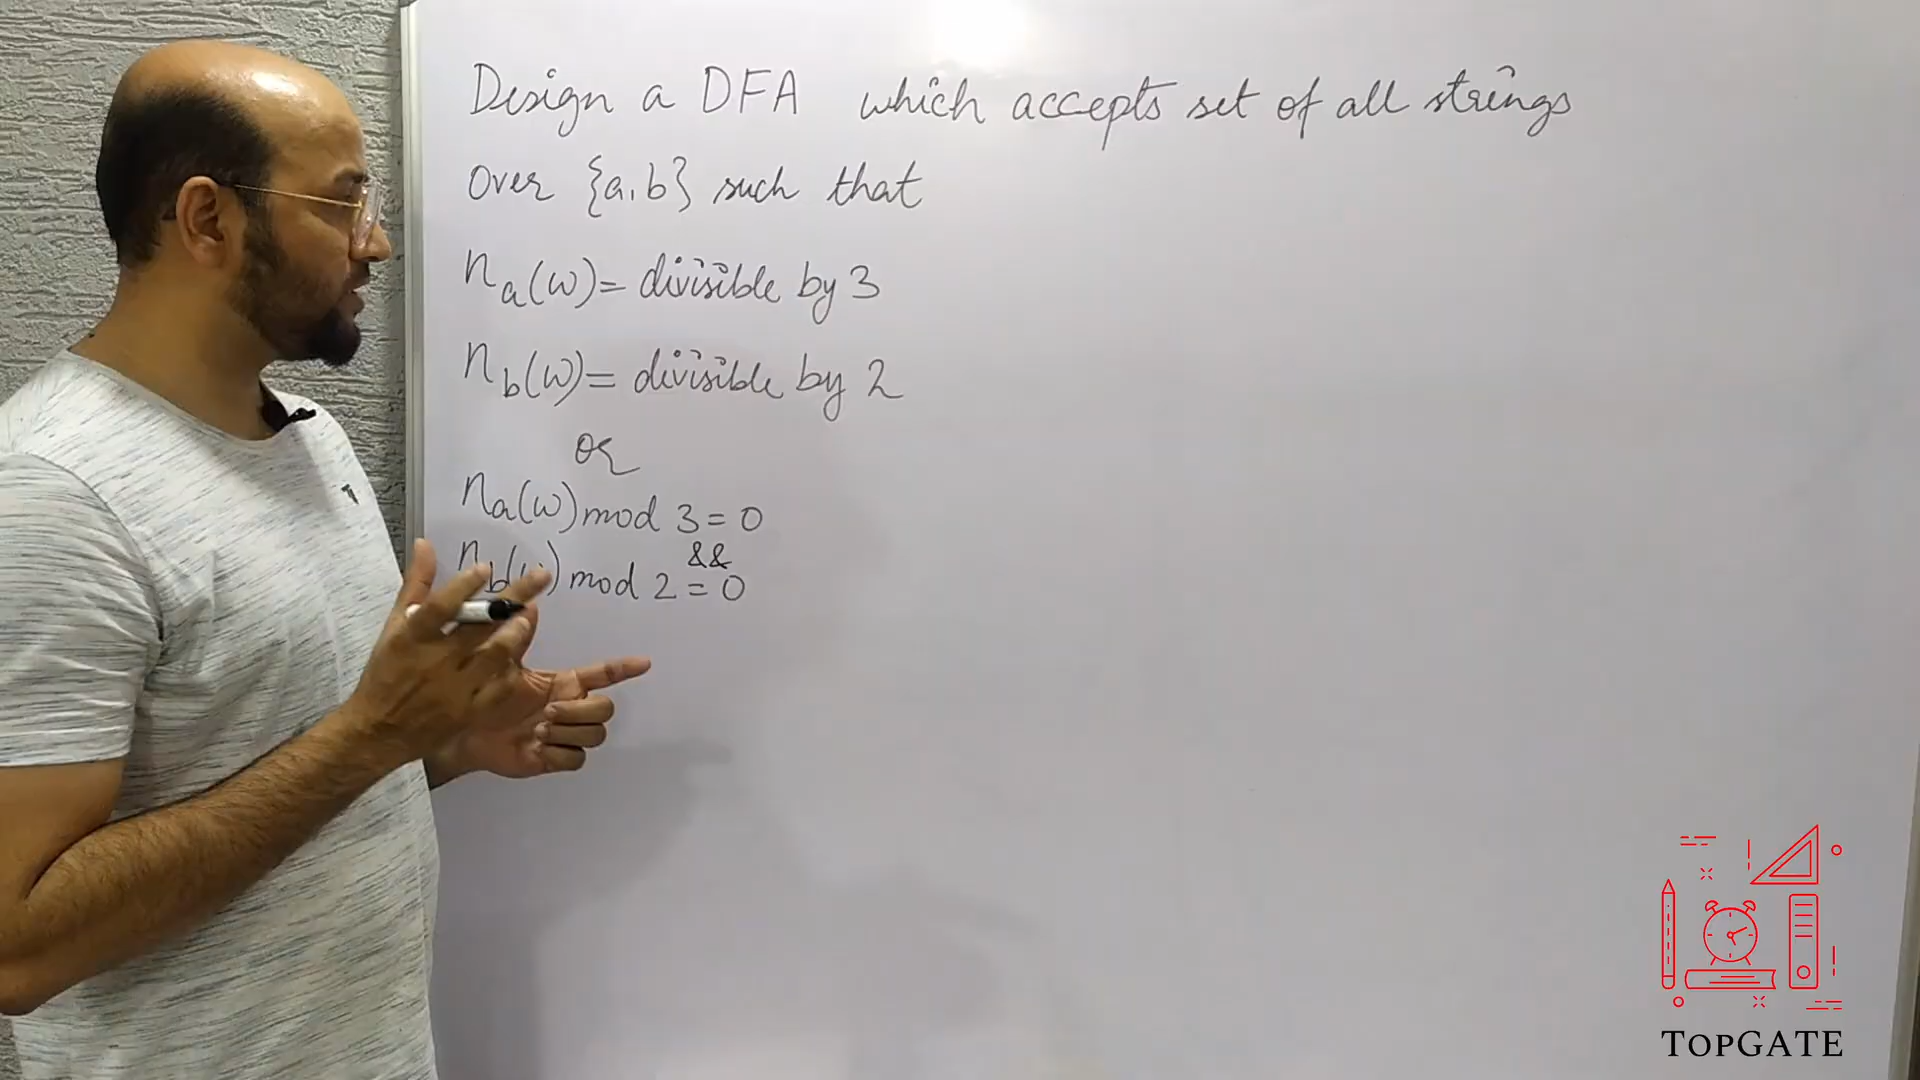 Design a DFA which accepts set of all strings
over {a,b} such that
na(w)= divisible by 3
nb(w)= divisible by 2
or
na(w) mod 3 = 0
&&
nb(w) mod 2 = 0
TOPGATE